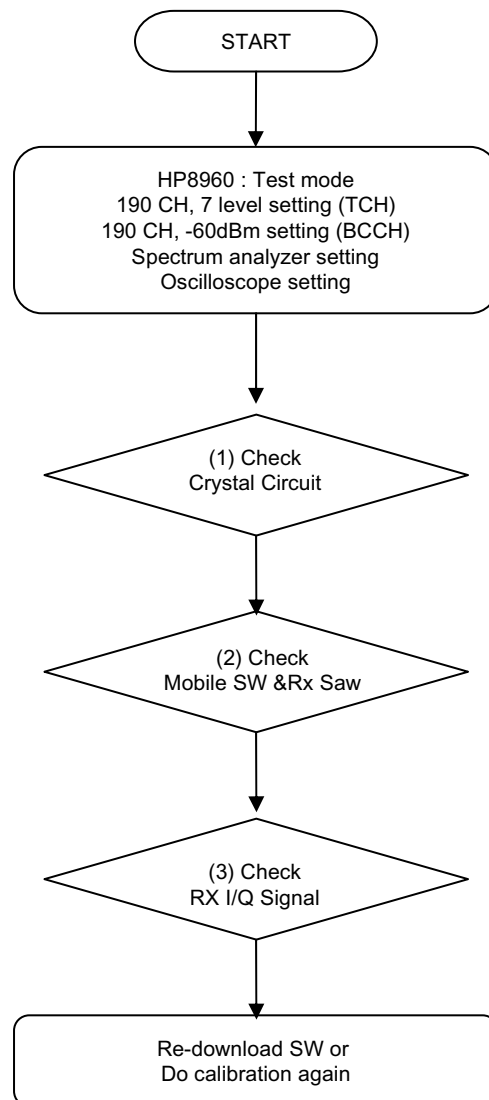 START
HP8960 : Test mode
190 CH, 7 level setting (TCH)
190 CH, -60dBm setting (BCCH)
Spectrum analyzer setting
Oscilloscope setting
(1) Check
Crystal Circuit
(2) Check
Mobile SW &Rx Saw
(3) Check
RX I/Q Signal
Re-download SW or
Do calibration again